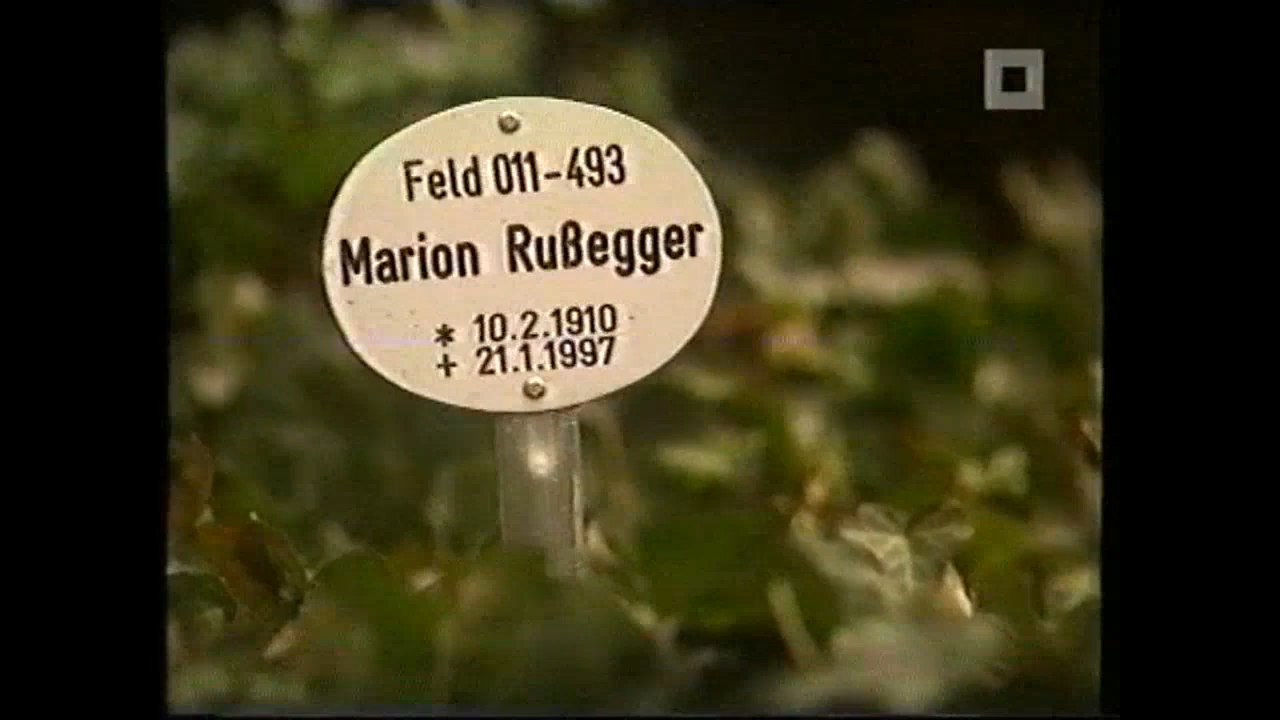 Feld 011-493
Marion Rußegger
* 10.2.1910
+ 21.1.1997